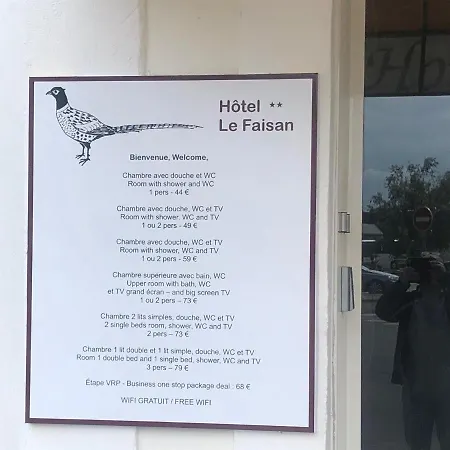 Hôtel **
Le Faisan
Bienvenue, Welcome,
Chambre avec douche et WC
Room with shower and WC
1 pers - 44 €
Chambre avec douche, WC et TV
Room with shower. WC and TV
1 ou 2 pers - 49 €
Chambre avec douche, WC et TV
Room with shower, WC and TV
1 ou 2 pers - 59 €
Chambre supérieure avec bain, WC
Upper room with bath, WC
et TV grand écran – and big screen TV
1 ou 2 pers – 73 €
Chambre 2 lits simples, douche, WC et TV
2 single beds room, shower, WC and TV
2 pers – 73 €
Chambre 1 lit double et 1 lit simple, douche, WC et TV
Room 1 double bed and 1 single bed, shower, WC and TV
3 pers – 79 €
Étape VRP - Business one stop package deal : 68 €
WIFI GRATUIT / FREE WIFI